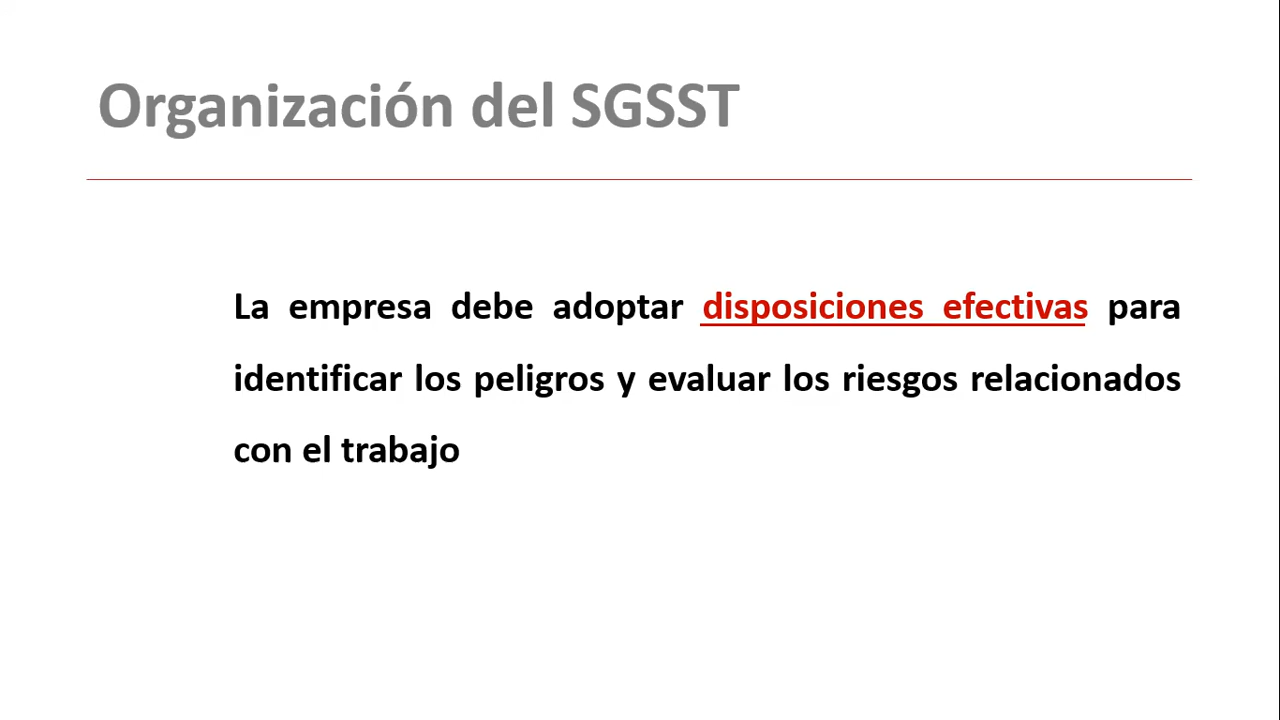 Organización del SGSST
La empresa debe adoptar disposiciones efectivas para
identificar los peligros y evaluar los riesgos relacionados
con el trabajo